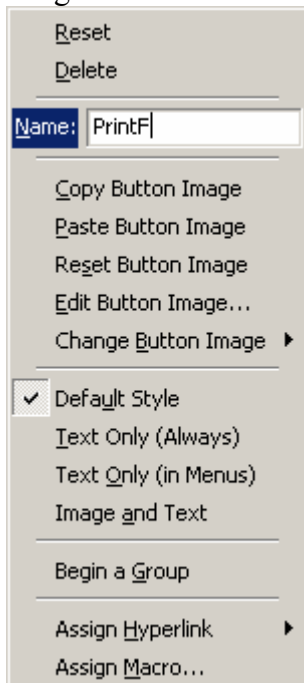 Reset
Delete
Name: PrintF
Copy Button Image
Paste Button Image
Reset Button Image
Edit Button Image...
Change Button Image
Default Style
Text Only (Always)
Text Only (in Menus)
Image and Text
Begin a Group
Assign Hyperlink
Assign Macro...